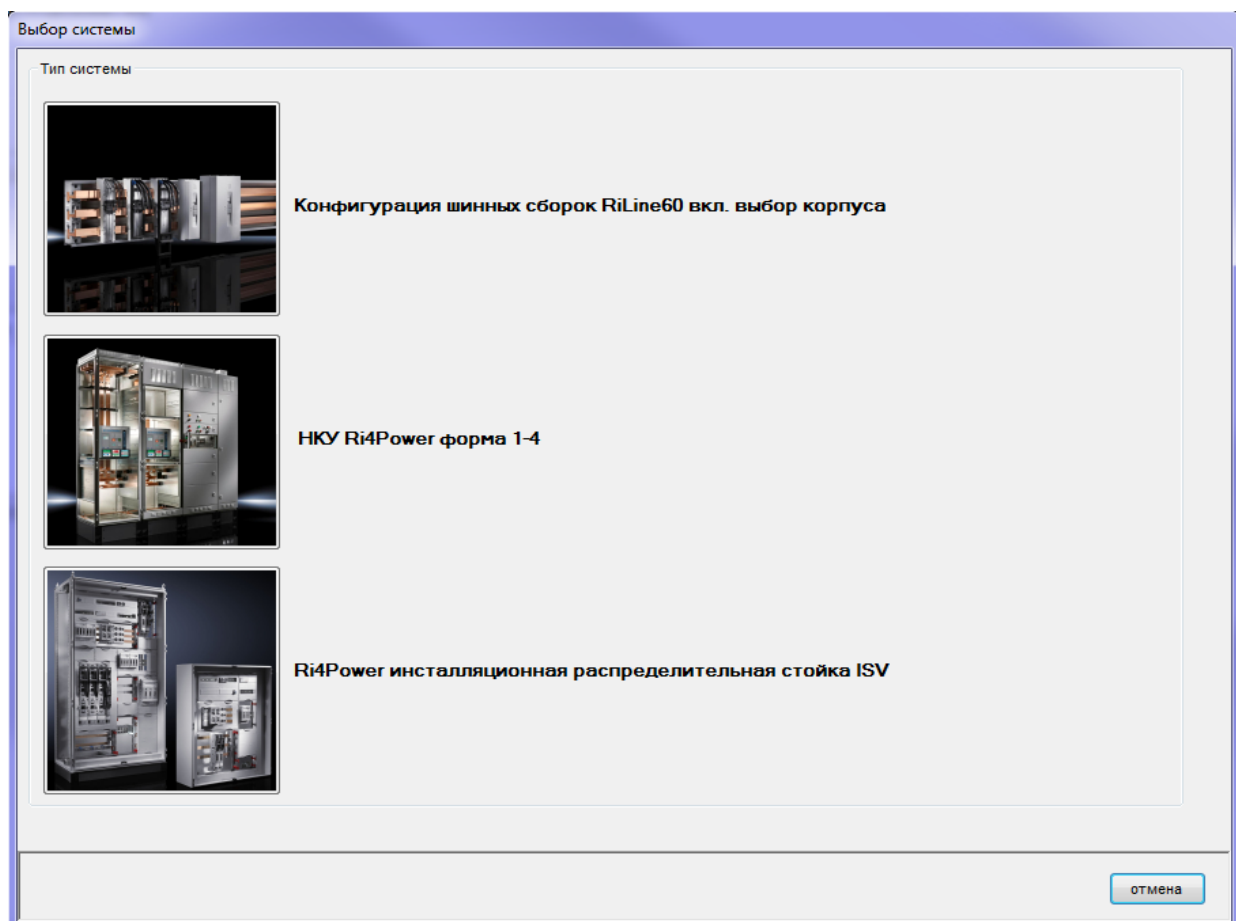 Выбор системы
Тип системы
Конфигурация шинных сборок RiLine60 вкл. выбор корпуса
НКУ Ri4Power форма 1-4
Ri4Power инсталляционная распределительная стойка ISV
отмена